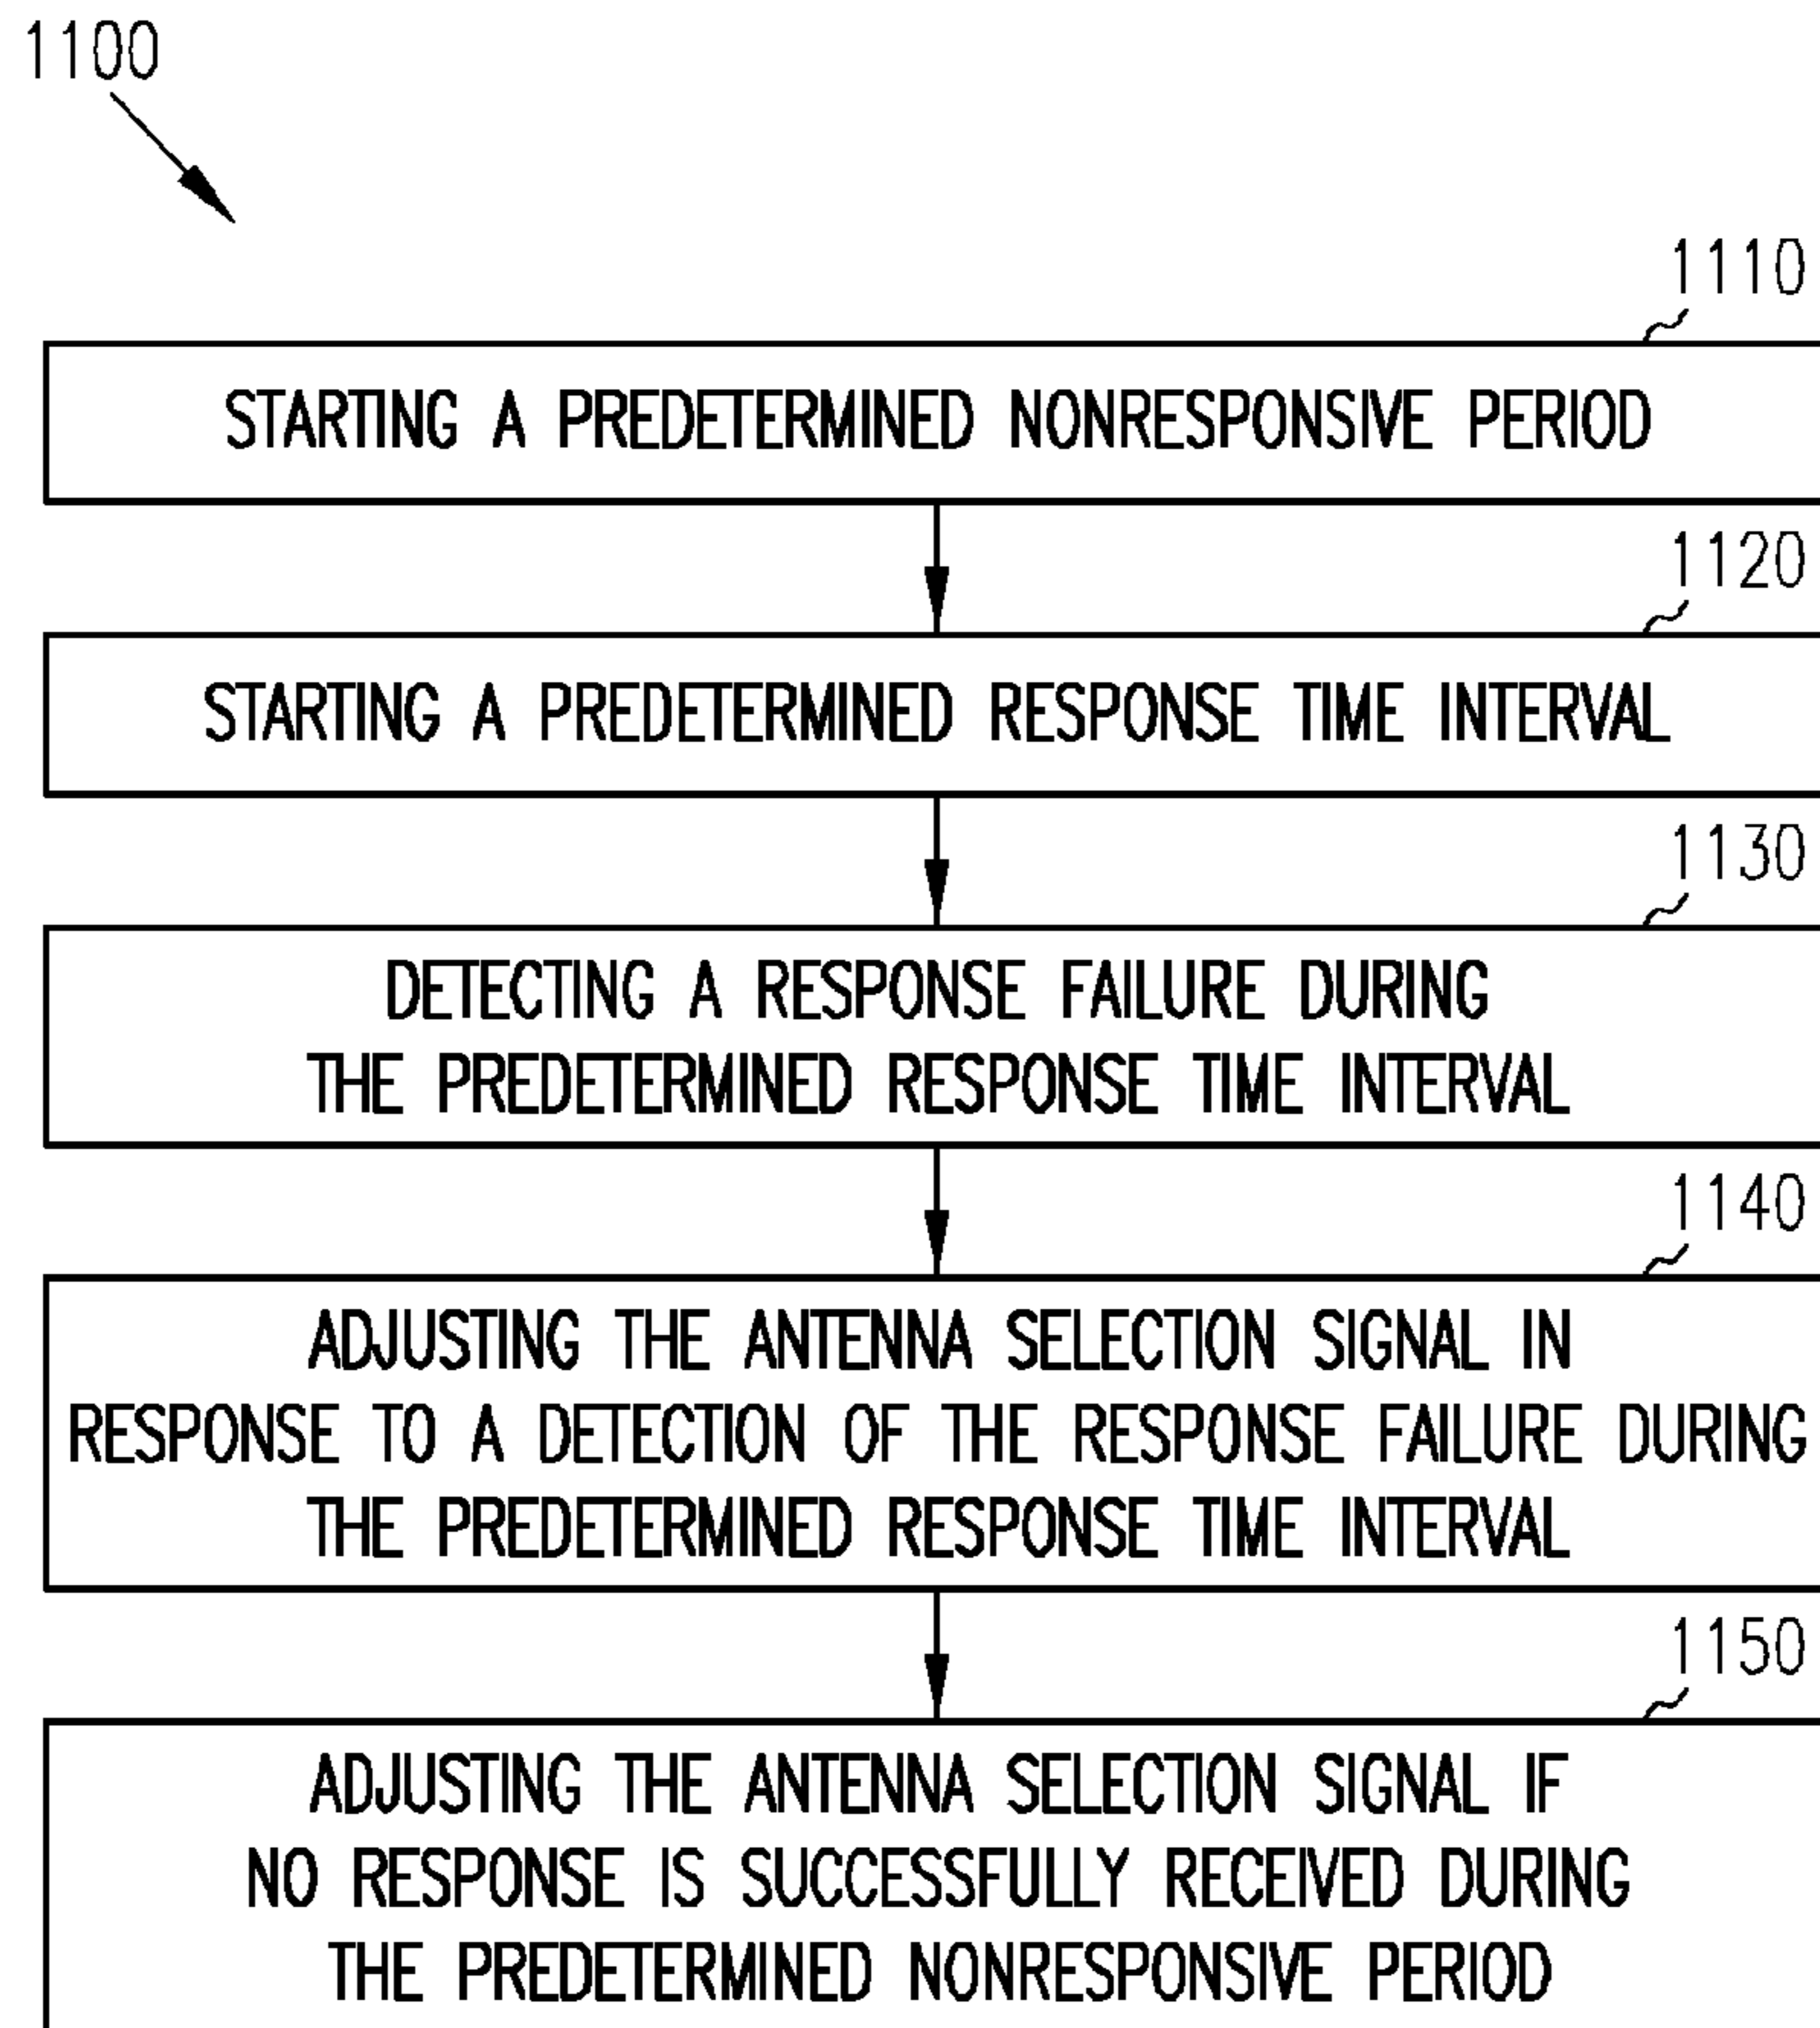 1100
1110
STARTING A PREDETERMINED NONRESPONSIVE PERIOD
1120
STARTING A PREDETERMINED RESPONSE TIME INTERVAL
1130
DETECTING A RESPONSE FAILURE DURING
THE PREDETERMINED RESPONSE TIME INTERVAL
1140
ADJUSTING THE ANTENNA SELECTION SIGNAL IN
RESPONSE TO A DETECTION OF THE RESPONSE FAILURE DURING
THE PREDETERMINED RESPONSE TIME INTERVAL
1150
ADJUSTING THE ANTENNA SELECTION SIGNAL IF
NO RESPONSE IS SUCCESSFULLY RECEIVED DURING
THE PREDETERMINED NONRESPONSIVE PERIOD